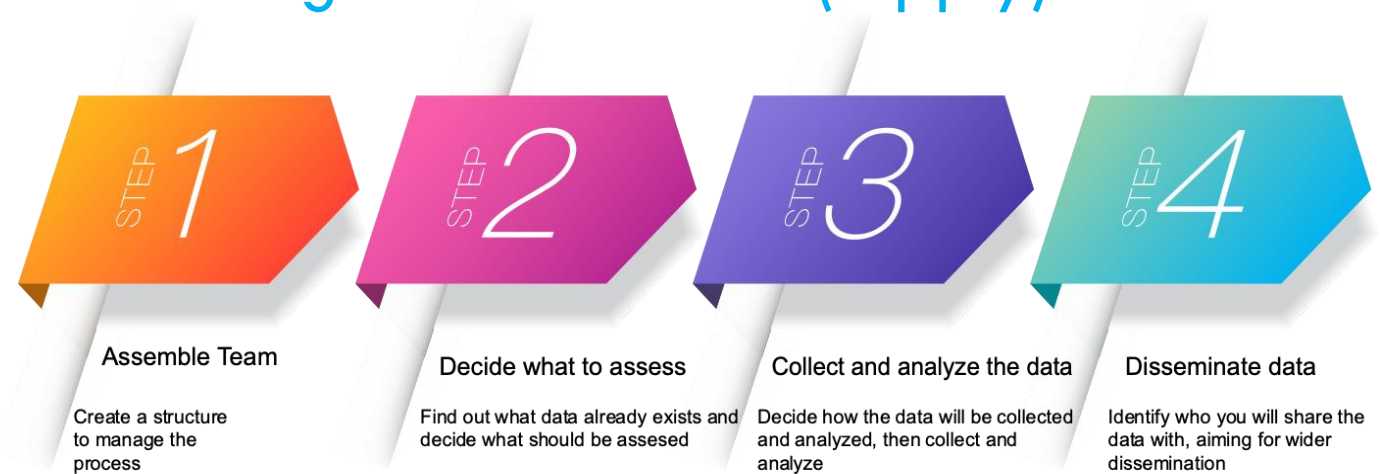 STEP 1
STEP 2
STEP 3
STEP 4
Assemble Team
Create a structure
to manage the
process
Decide what to assess
Find out what data already exists and
decide what should be assesed
Collect and analyze the data
Decide how the data will be collected
and analyzed, then collect and
analyze
Disseminate data
Identify who you will share the
data with, aiming for wider
dissemination